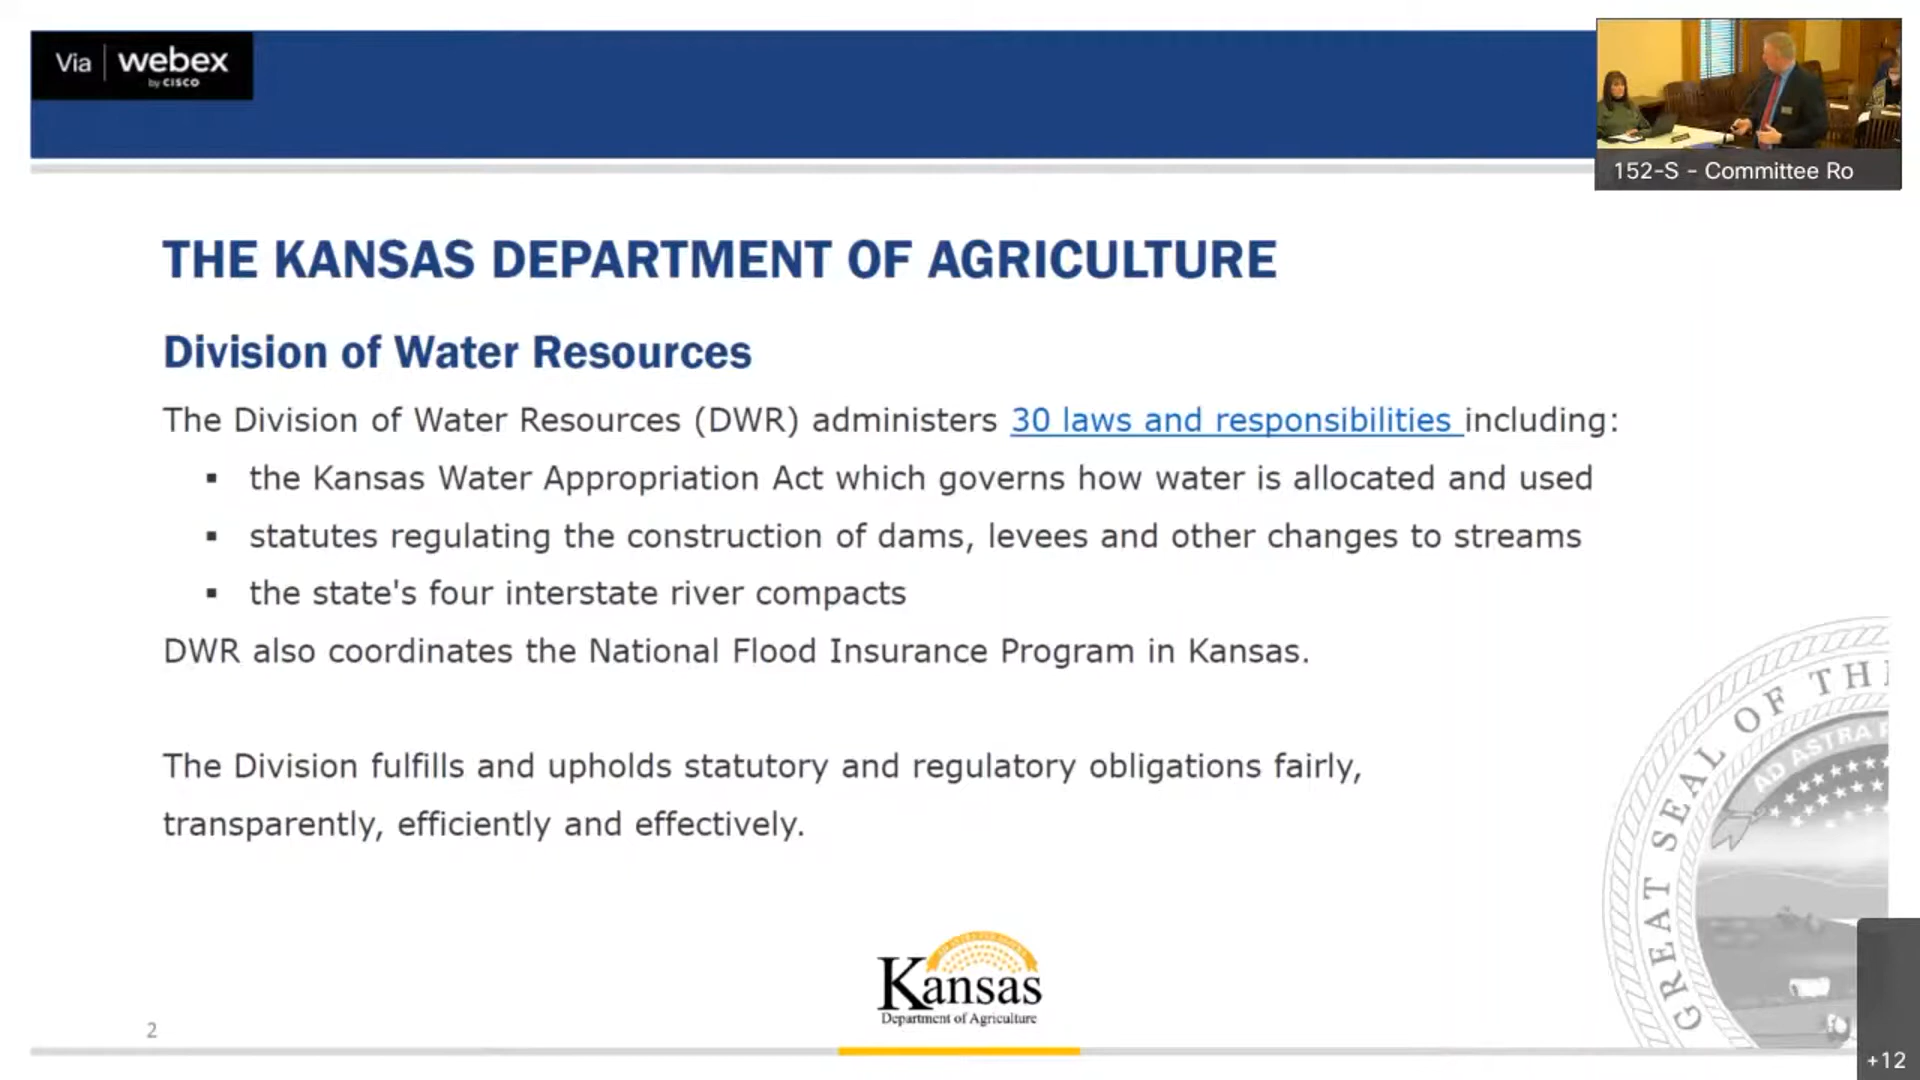 Via webex
by CISCO
152-S - Committee Ro
THE KANSAS DEPARTMENT OF AGRICULTURE
Division of Water Resources
The Division of Water Resources (DWR) administers 30 laws and responsibilities including:
▪ the Kansas Water Appropriation Act which governs how water is allocated and used
▪ statutes regulating the construction of dams, levees and other changes to streams
▪ the state's four interstate river compacts
DWR also coordinates the National Flood Insurance Program in Kansas.
The Division fulfills and upholds statutory and regulatory obligations fairly,
transparently, efficiently and effectively.
GREAT SEAL OF THE
AD ASTRA
Kansas
Department of Agriculture
2
+12